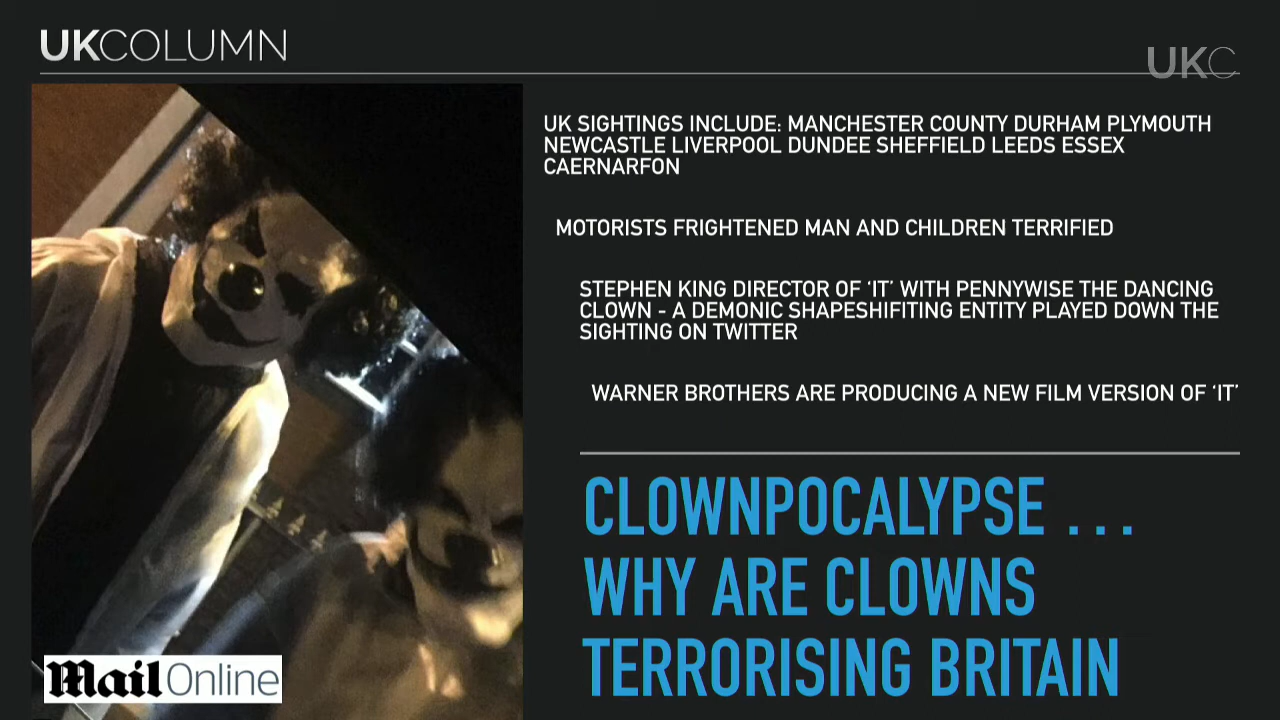 UKCOLUMN
UKC
UK SIGHTINGS INCLUDE: MANCHESTER COUNTY DURHAM PLYMOUTH
NEWCASTLE LIVERPOOL DUNDEE SHEFFIELD LEEDS ESSEX
CAERNARFON
MOTORISTS FRIGHTENED MAN AND CHILDREN TERRIFIED
STEPHEN KING DIRECTOR OF ‘IT’ WITH PENNYWISE THE DANCING
CLOWN - A DEMONIC SHAPESHIFITING ENTITY PLAYED DOWN THE
SIGHTING ON TWITTER
WARNER BROTHERS ARE PRODUCING A NEW FILM VERSION OF ‘IT’
CLOWNPOCALYPSE ...
WHY ARE CLOWNS
TERRORISING BRITAIN
Mail Online